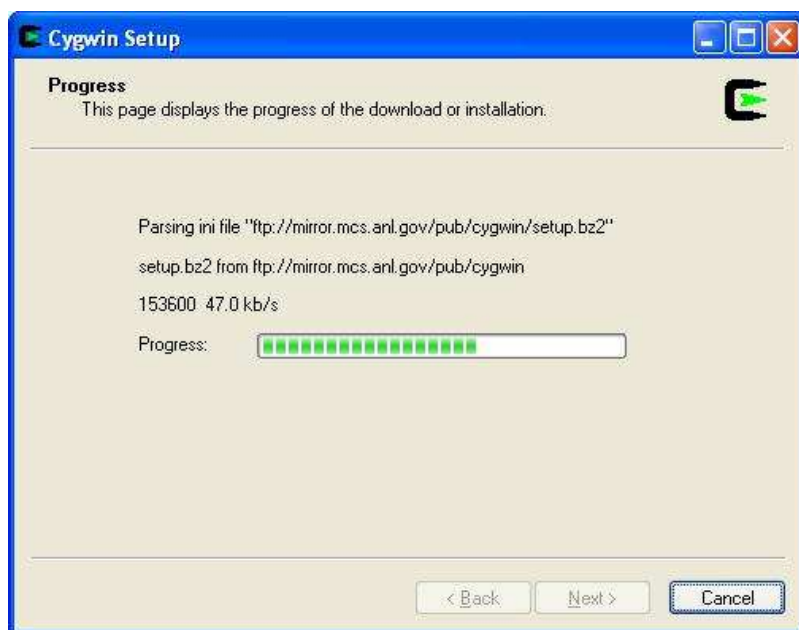 Cygwin Setup
Progress
This page displays the progress of the download or installation.
Parsing ini file "ftp://mirror.mcs.anl.gov/pub/cygwin/setup.bz2"
setup.bz2 from ftp://mirror.mcs.anl.gov/pub/cygwin
153600 47.0 kb/s
Progress:
< Back Next > Cancel